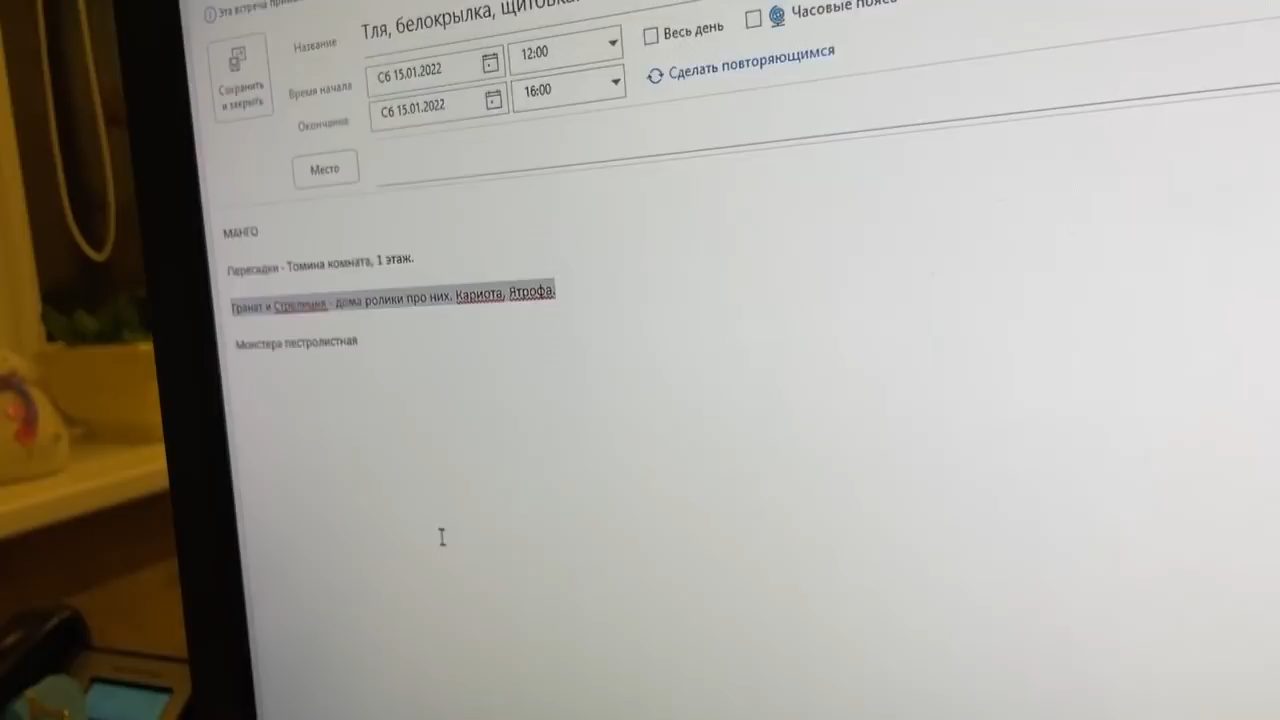 Эта встреча
Название
Тля, белокрылка, щитовка
Сохранить
и закрыть
Время начала
Сб 15.01.2022
12:00
Весь день
Часовые пояса
Окончание
Сб 15.01.2022
16:00
Сделать повторяющимся
Место
МАНГО
Пересадки - Томина комната, 1 этаж.
Гранат и Стрелиция - дома ролики про них. Кариота, Ятрофа.
Монстера пестролистная